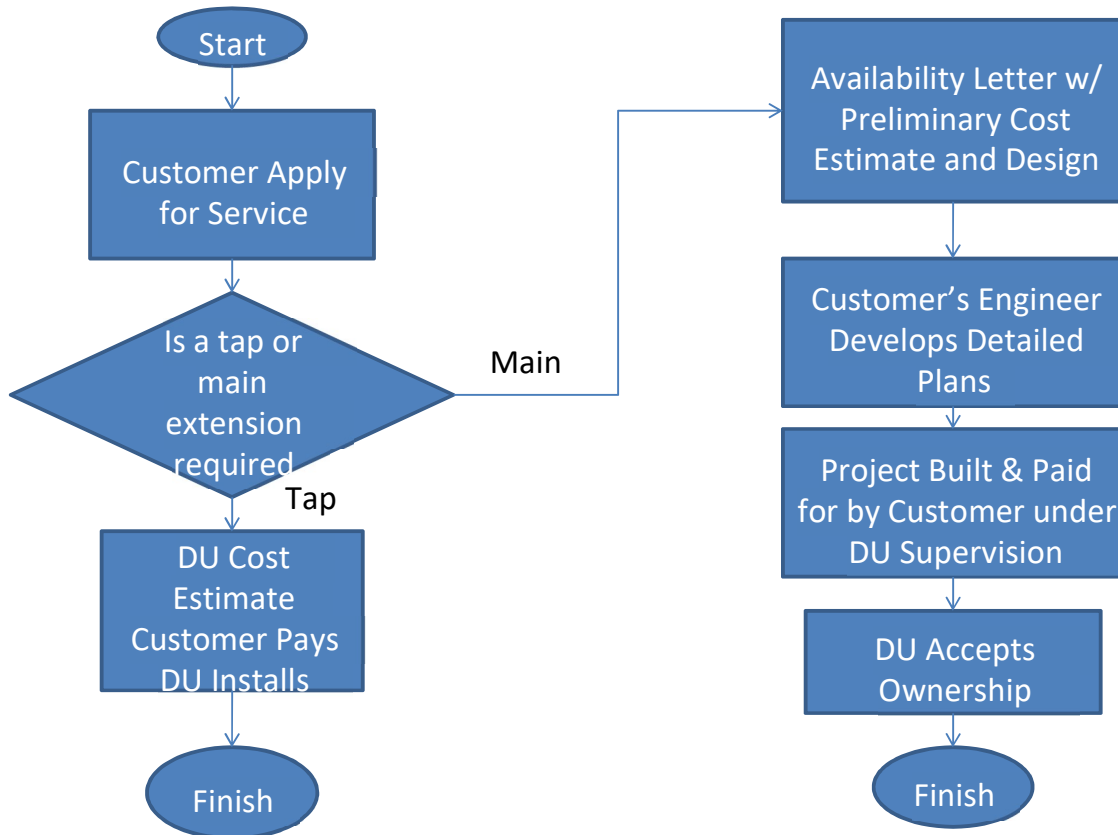 Start
Customer Apply
for Service
Is a tap or
main
extension
required
Main
Tap
DU Cost
Estimate
Customer Pays
DU Installs
Finish
Availability Letter w/
Preliminary Cost
Estimate and Design
Customer’s Engineer
Develops Detailed
Plans
Project Built & Paid
for by Customer under
DU Supervision
DU Accepts
Ownership
Finish